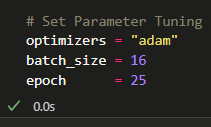 # Set Parameter Tuning
optimizers = "adam"
batch_size = 16
epoch      = 25
0.0s